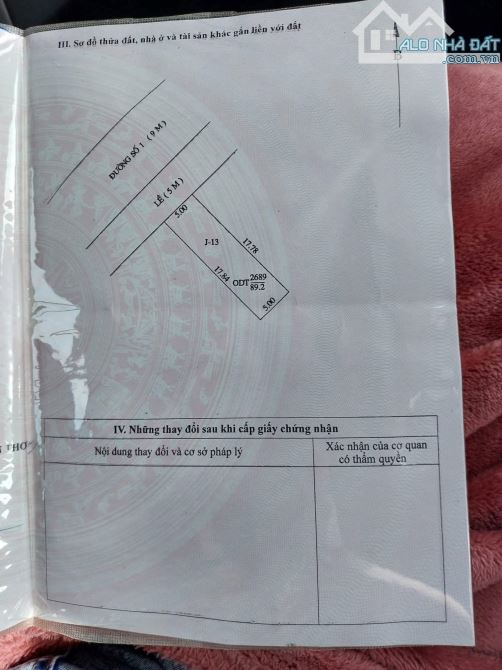 ALO NHÀ ĐẤT
.com.vn
III. Sơ đồ thửa đất, nhà ở và tài sản khác gắn liền với đất
B
ĐƯỜNG SỐ 1 ( 9 M )
LỀ ( 5 M )
5.00
J-13
17.78
17.84
ODT 2689
89.2
5.00
IV. Những thay đổi sau khi cấp giấy chứng nhận
Nội dung thay đổi và cơ sở pháp lý
Xác nhận của cơ quan
có thẩm quyền
THƠ